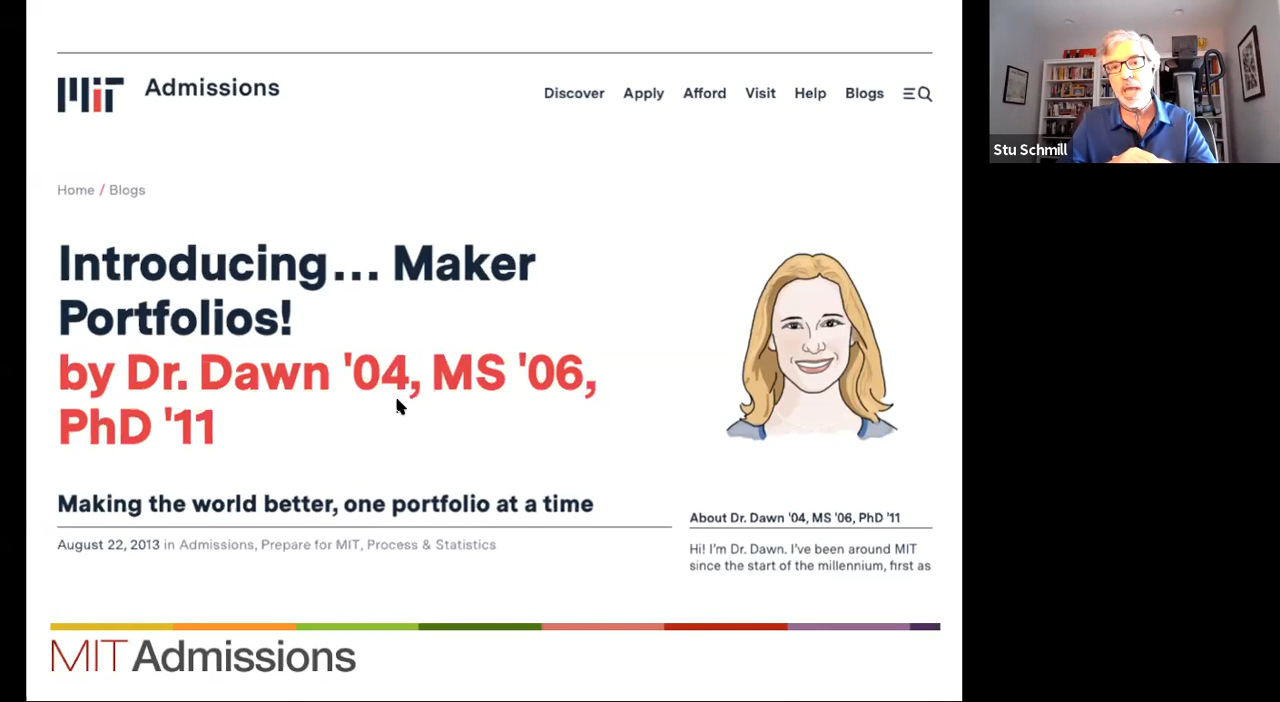 MIT Admissions
Discover Apply Afford Visit Help Blogs
Home / Blogs
Introducing… Maker
Portfolios!
by Dr. Dawn '04, MS '06,
PhD '11
Making the world better, one portfolio at a time
August 22, 2013 in Admissions, Prepare for MIT, Process & Statistics
About Dr. Dawn '04, MS '06, PhD '11
Hi! I'm Dr. Dawn. I've been around MIT
since the start of the millennium, first as
MIT Admissions
Stu Schmill